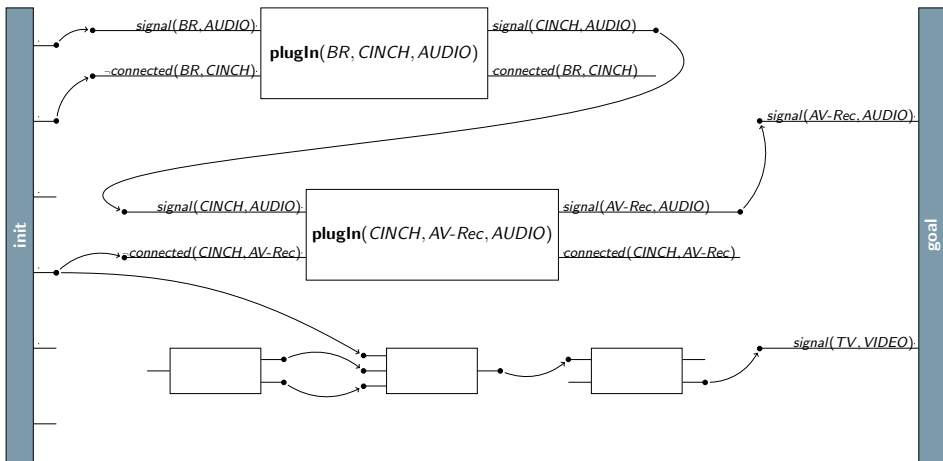 init
signal(BR, AUDIO)
¬connected(BR, CINCH)
plugIn(BR, CINCH, AUDIO)
signal(CINCH, AUDIO)
connected(BR, CINCH)
signal(AV-Rec, AUDIO)
signal(CINCH, AUDIO)
¬connected(CINCH, AV-Rec)
plugIn(CINCH, AV-Rec, AUDIO)
signal(AV-Rec, AUDIO)
connected(CINCH, AV-Rec)
signal(TV, VIDEO)
goal